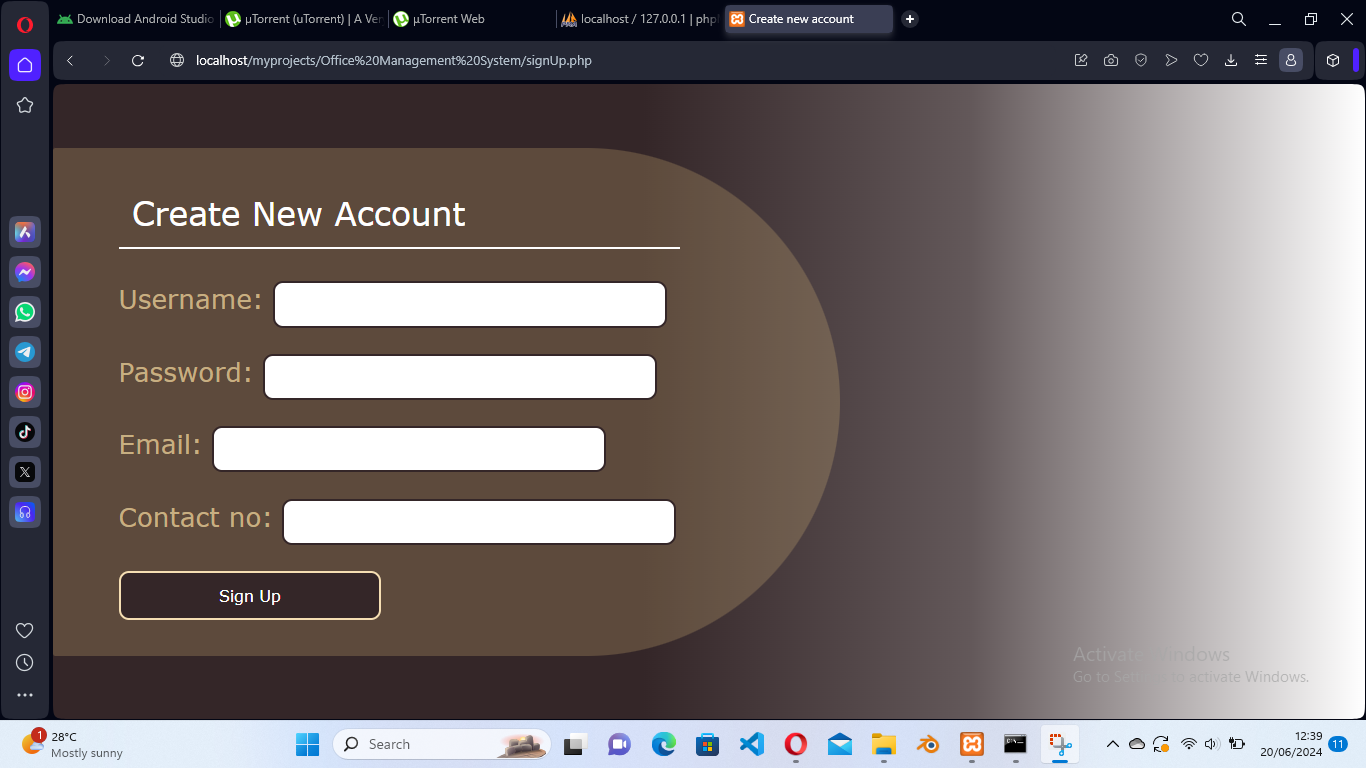 Download Android Studio
µTorrent (uTorrent) | A Ver
µTorrent Web
localhost / 127.0.0.1 | php
Create new account
localhost/myprojects/Office%20Management%20System/signUp.php
Create New Account
Username:
Password:
Email:
Contact no:
Sign Up
Activate Windows
Go to Settings to activate Windows.
1
28°C
Mostly sunny
Search
12:39
20/06/2024
11